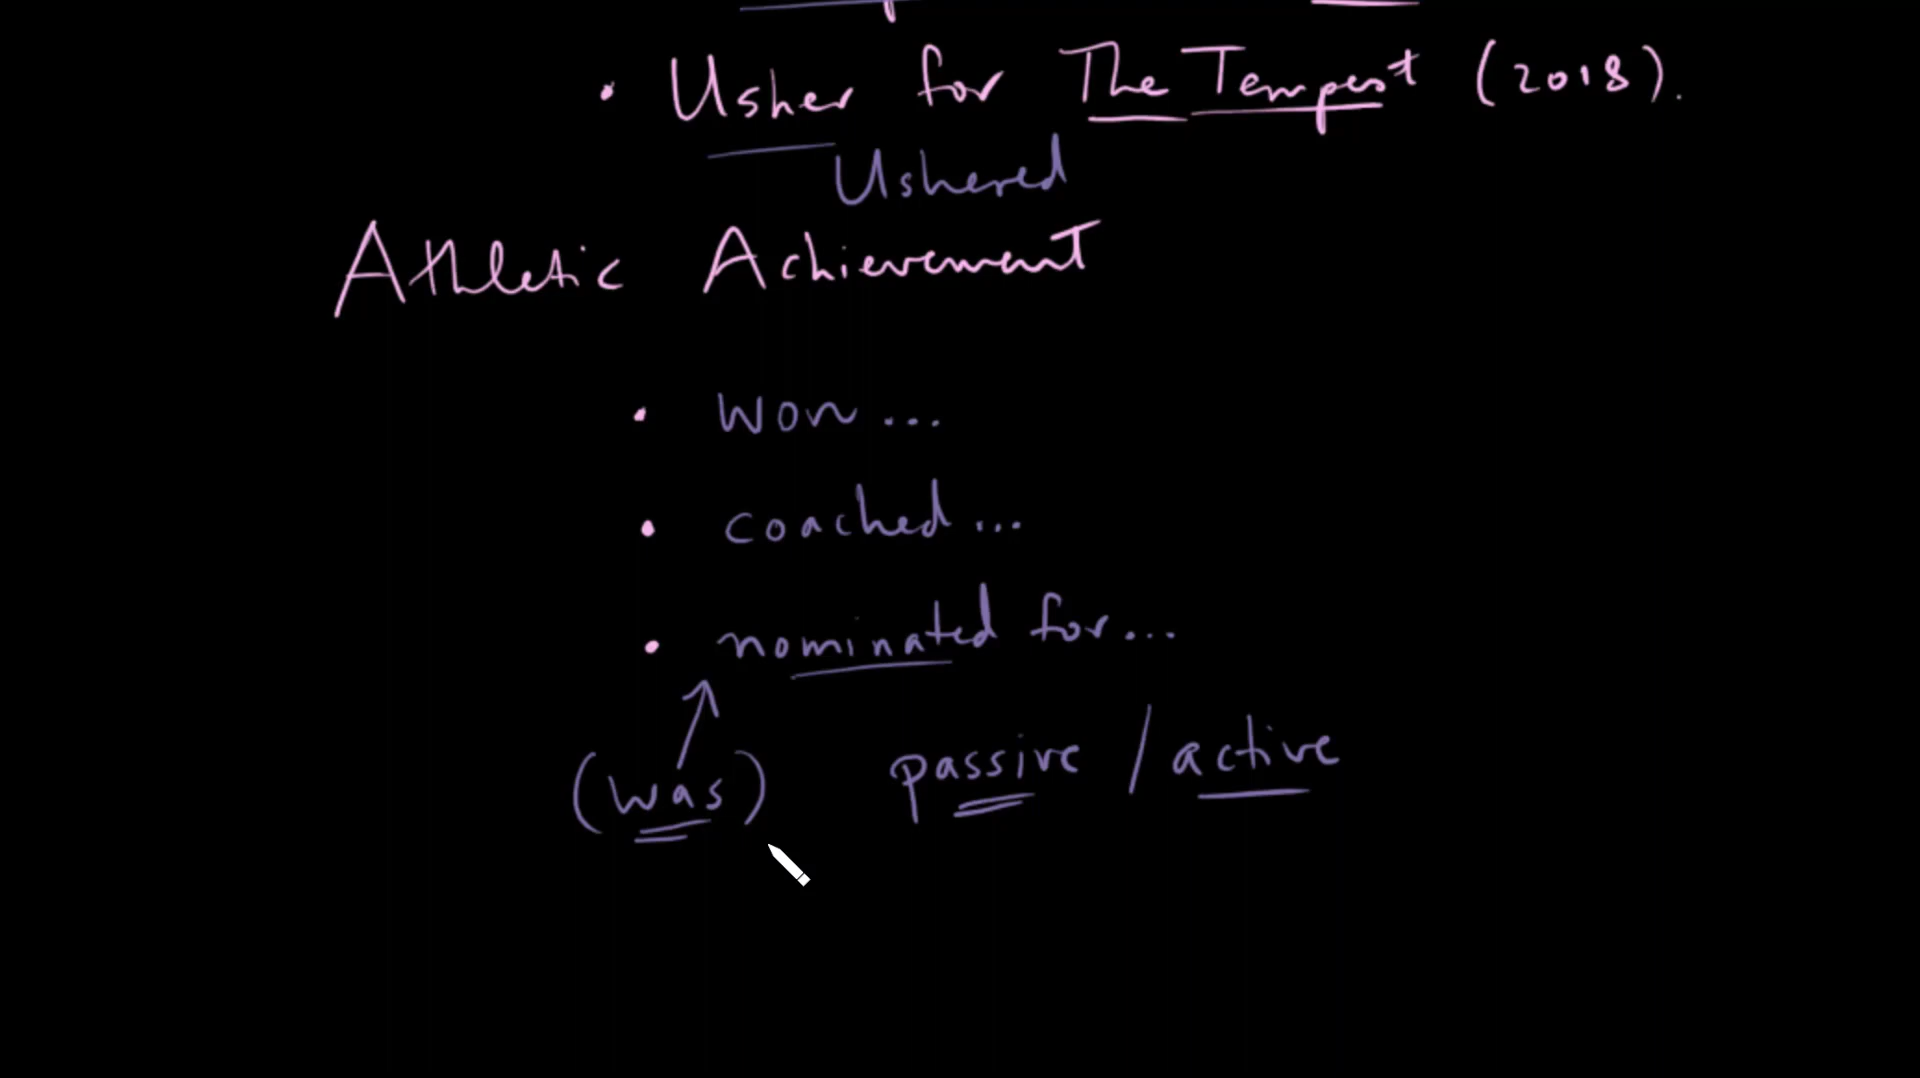 • Usher for The Tempest (2018).
Ushered
Athletic Achievement
• won...
• coached...
• nominated for...
(was) passive / active